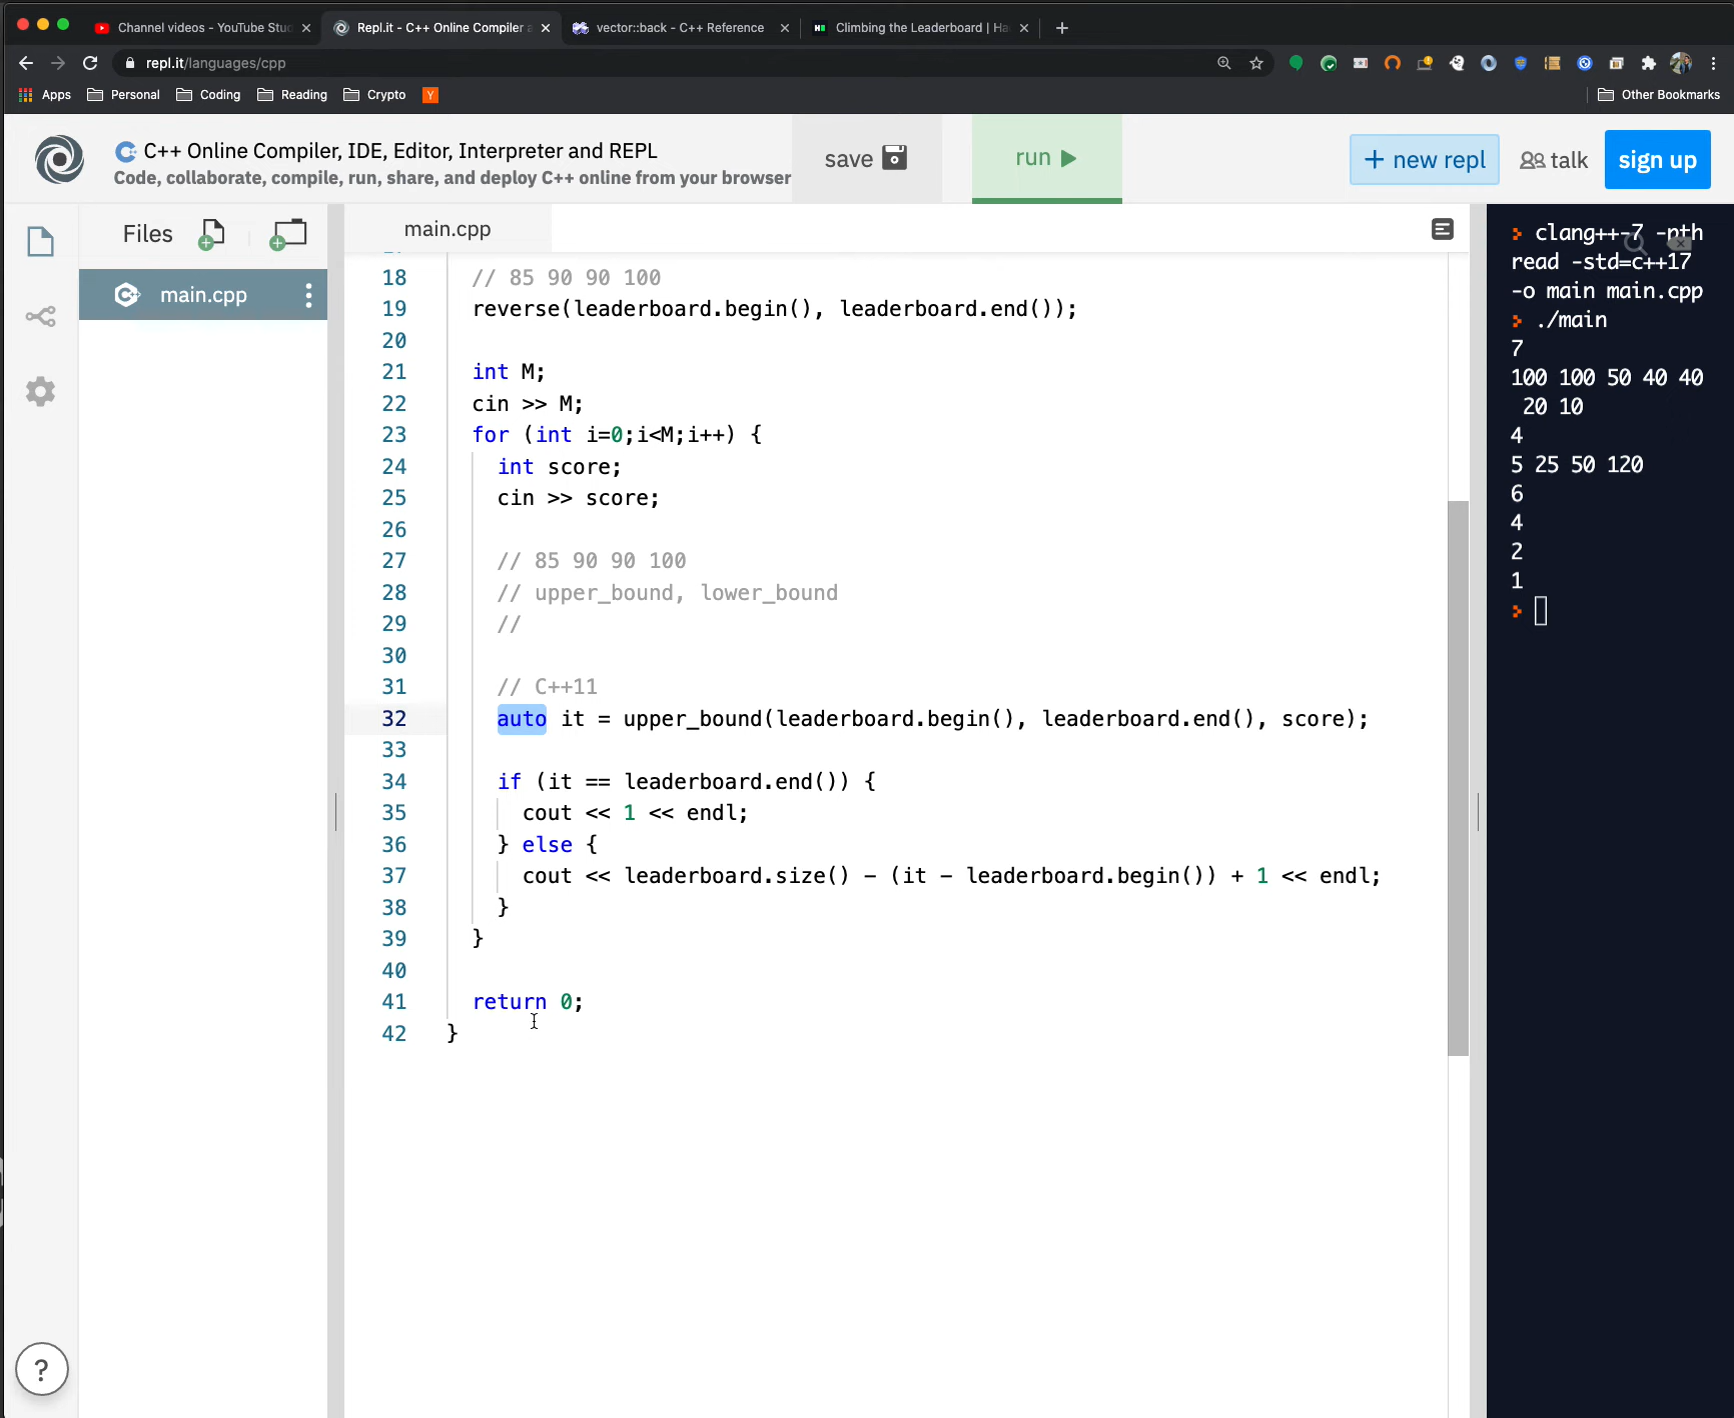 Channel videos - YouTube Stu
Repl.it - C++ Online Compiler
vector::back - C++ Reference
Climbing the Leaderboard | Ha
repl.it/languages/cpp
Apps Personal Coding Reading Crypto Y Other Bookmarks
C++ Online Compiler, IDE, Editor, Interpreter and REPL
Code, collaborate, compile, run, share, and deploy C++ online from your browser
save
run
+ new repl
talk
sign up
Files
main.cpp
main.cpp
18 // 85 90 90 100
19 reverse(leaderboard.begin(), leaderboard.end());
20
21 int M;
22 cin >> M;
23 for (int i=0;i<M;i++) {
24 int score;
25 cin >> score;
26
27 // 85 90 90 100
28 // upper_bound, lower_bound
29 //
30
31 // C++11
32 auto it = upper_bound(leaderboard.begin(), leaderboard.end(), score);
33
34 if (it == leaderboard.end()) {
35 cout << 1 << endl;
36 } else {
37 cout << leaderboard.size() - (it - leaderboard.begin()) + 1 << endl;
38 }
39 }
40
41 return 0;
42 }
> clang++-7 -pth
read -std=c++17
-o main main.cpp
> ./main
7
100 100 50 40 40
20 10
4
5 25 50 120
6
4
2
1
>
?